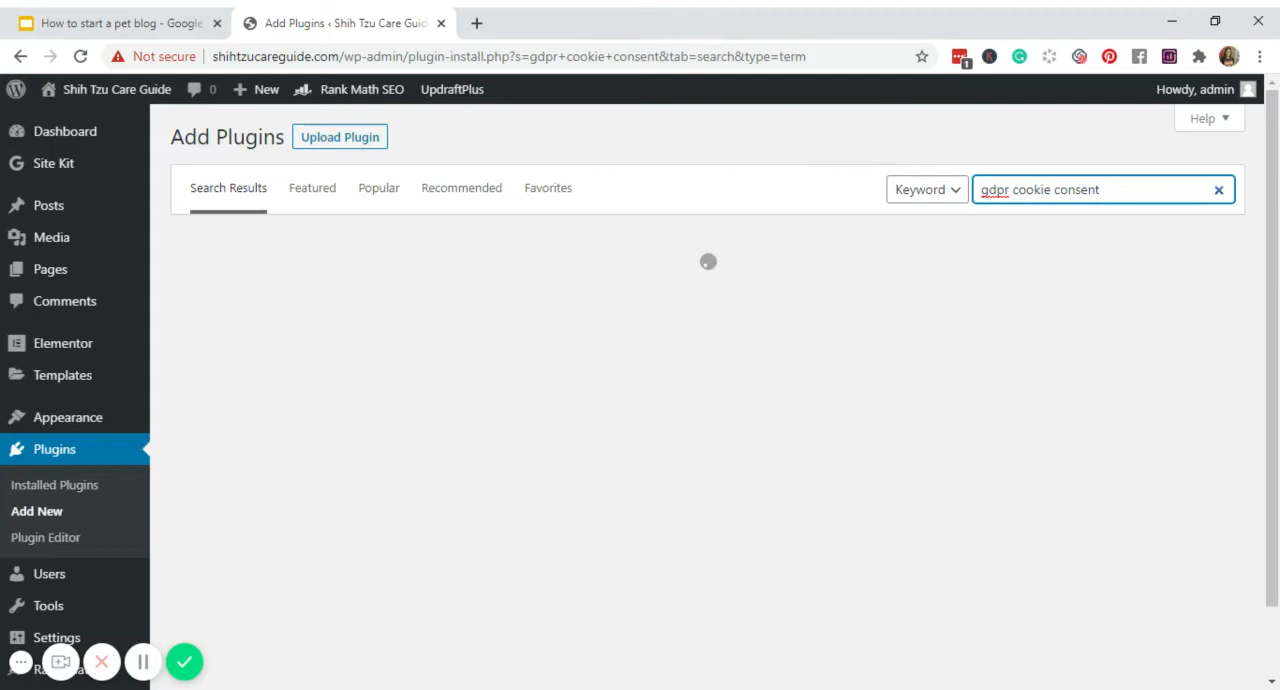 How to start a pet blog - Google
Add Plugins ‹ Shih Tzu Care Guid
Not secure
shihtzucareguide.com/wp-admin/plugin-install.php?s=gdpr+cookie+consent&tab=search&type=term
1
Shih Tzu Care Guide
0
New
Rank Math SEO
UpdraftPlus
Howdy, admin
Dashboard
Site Kit
Posts
Media
Pages
Comments
Elementor
Templates
Appearance
Plugins
Installed Plugins
Add New
Plugin Editor
Users
Tools
Settings
Add Plugins
Upload Plugin
Help
Search Results
Featured
Popular
Recommended
Favorites
Keyword
gdpr cookie consent